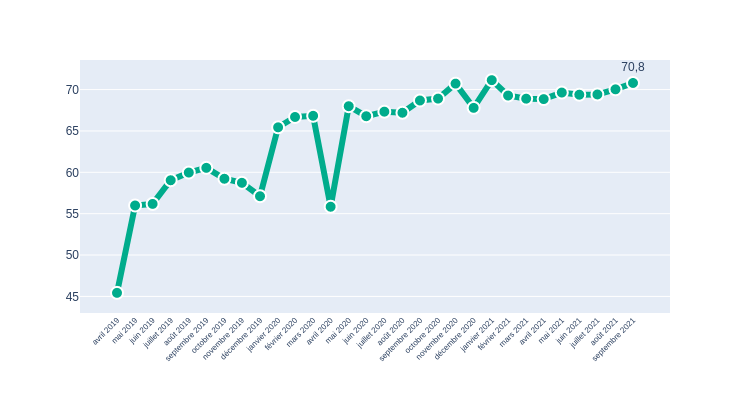 70,8
70
65
60
55
50
45
avril 2019
mai 2019
juin 2019
juillet 2019
août 2019
septembre 2019
octobre 2019
novembre 2019
décembre 2019
janvier 2020
février 2020
mars 2020
avril 2020
mai 2020
juin 2020
juillet 2020
août 2020
septembre 2020
octobre 2020
novembre 2020
décembre 2020
janvier 2021
février 2021
mars 2021
avril 2021
mai 2021
juin 2021
juillet 2021
août 2021
septembre 2021